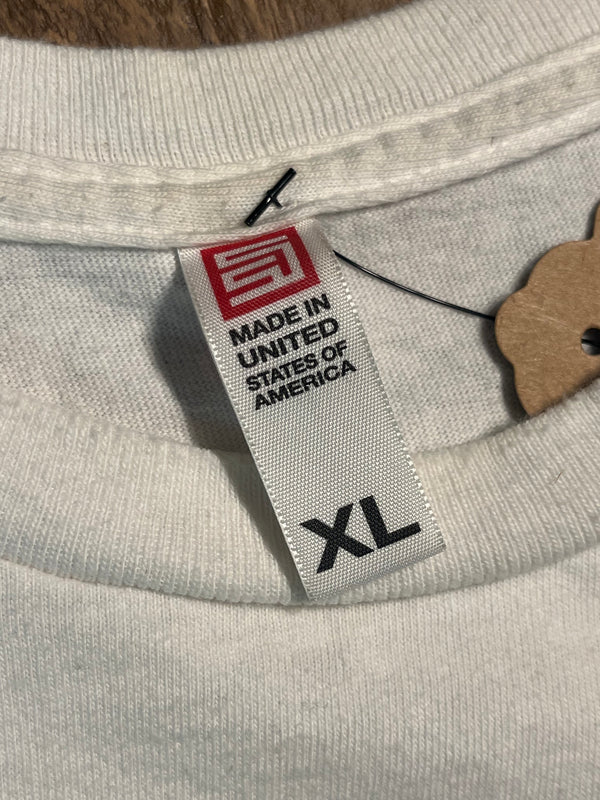 MADE IN
UNITED
STATES OF
AMERICA
XL